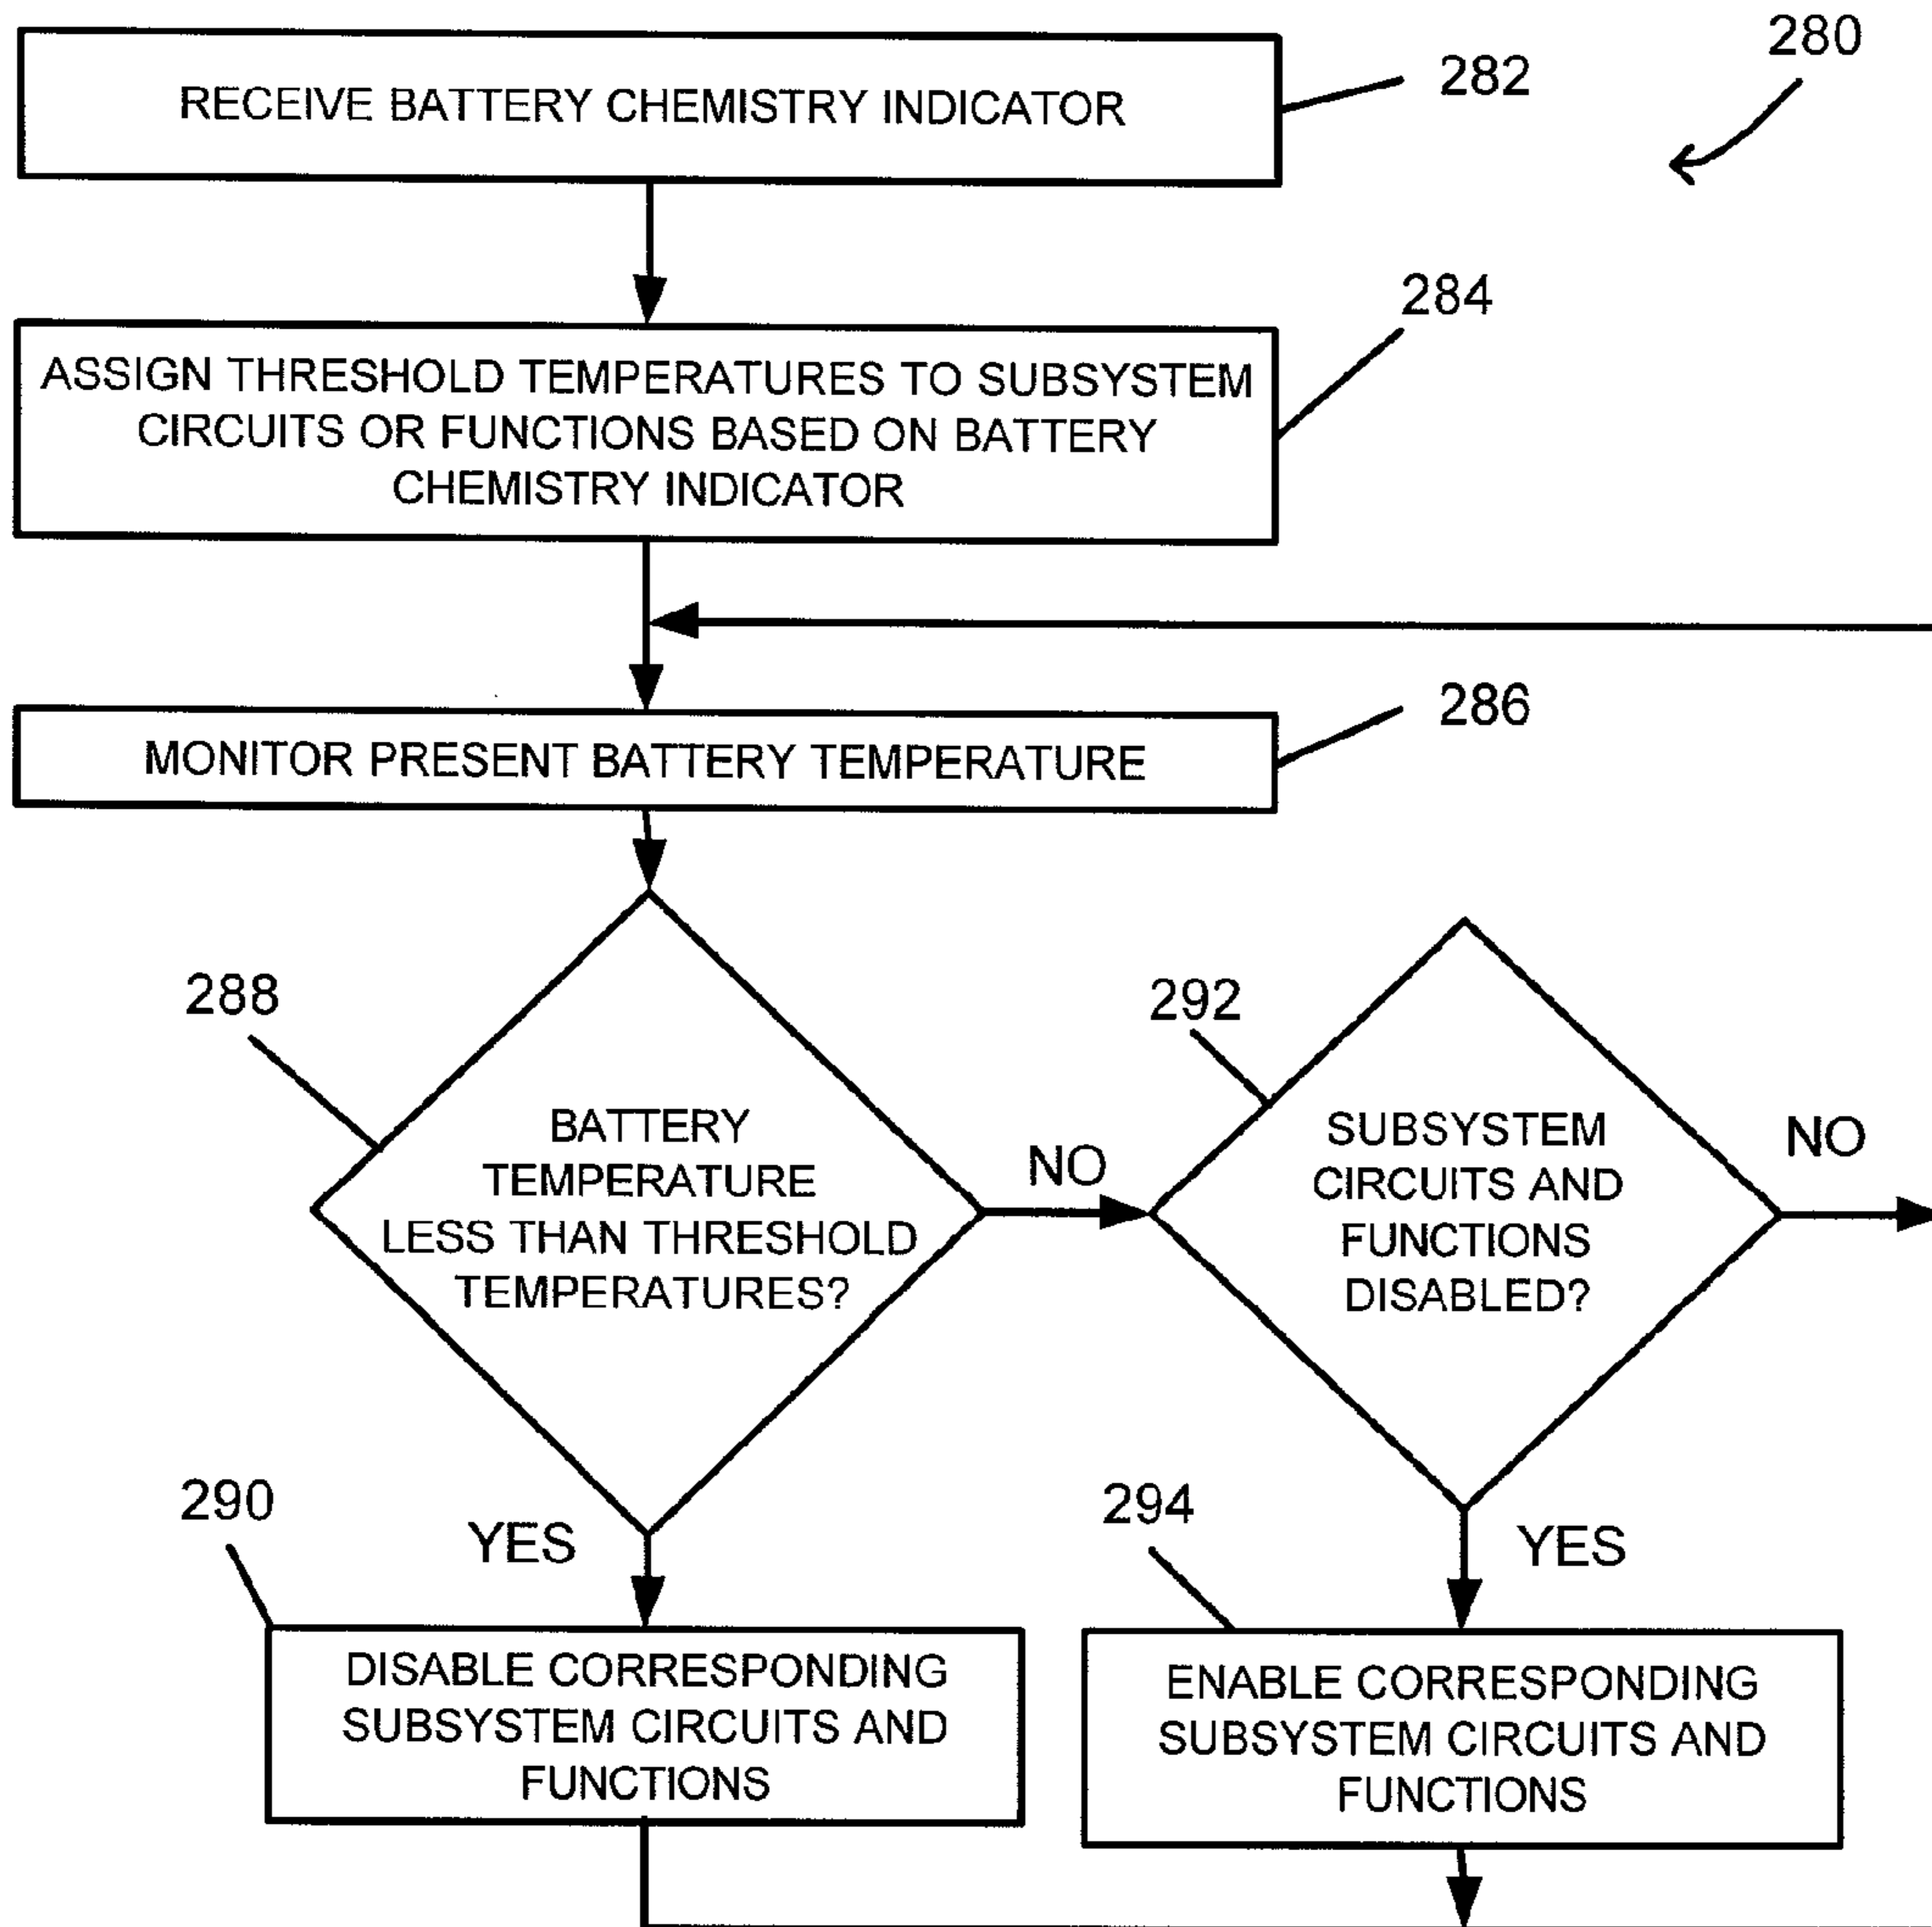 280
RECEIVE BATTERY CHEMISTRY INDICATOR
282
284
ASSIGN THRESHOLD TEMPERATURES TO SUBSYSTEM
CIRCUITS OR FUNCTIONS BASED ON BATTERY
CHEMISTRY INDICATOR
286
MONITOR PRESENT BATTERY TEMPERATURE
288
BATTERY
TEMPERATURE
LESS THAN THRESHOLD
TEMPERATURES?
NO
292
SUBSYSTEM
CIRCUITS AND
FUNCTIONS
DISABLED?
NO
290
YES
DISABLE CORRESPONDING
SUBSYSTEM CIRCUITS AND
FUNCTIONS
294
YES
ENABLE CORRESPONDING
SUBSYSTEM CIRCUITS AND
FUNCTIONS